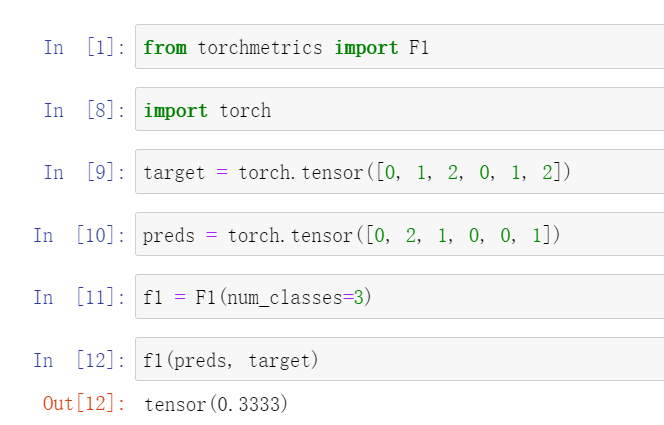 In [1]: from torchmetrics import F1
In [8]: import torch
In [9]: target = torch.tensor([0, 1, 2, 0, 1, 2])
In [10]: preds = torch.tensor([0, 2, 1, 0, 0, 1])
In [11]: f1 = F1(num_classes=3)
In [12]: f1(preds, target)
Out[12]: tensor(0.3333)